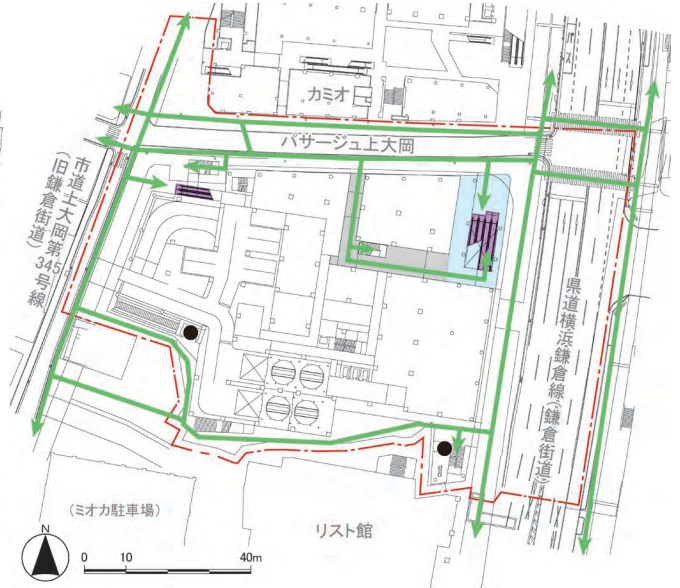 バス
カミオ
パサージュ上大岡
市道上大岡第345号線
(旧鎌倉街道)
県道横浜鎌倉線(鎌倉街道)
(ミオカ駐車場)
リスト館
N
0 10 40m